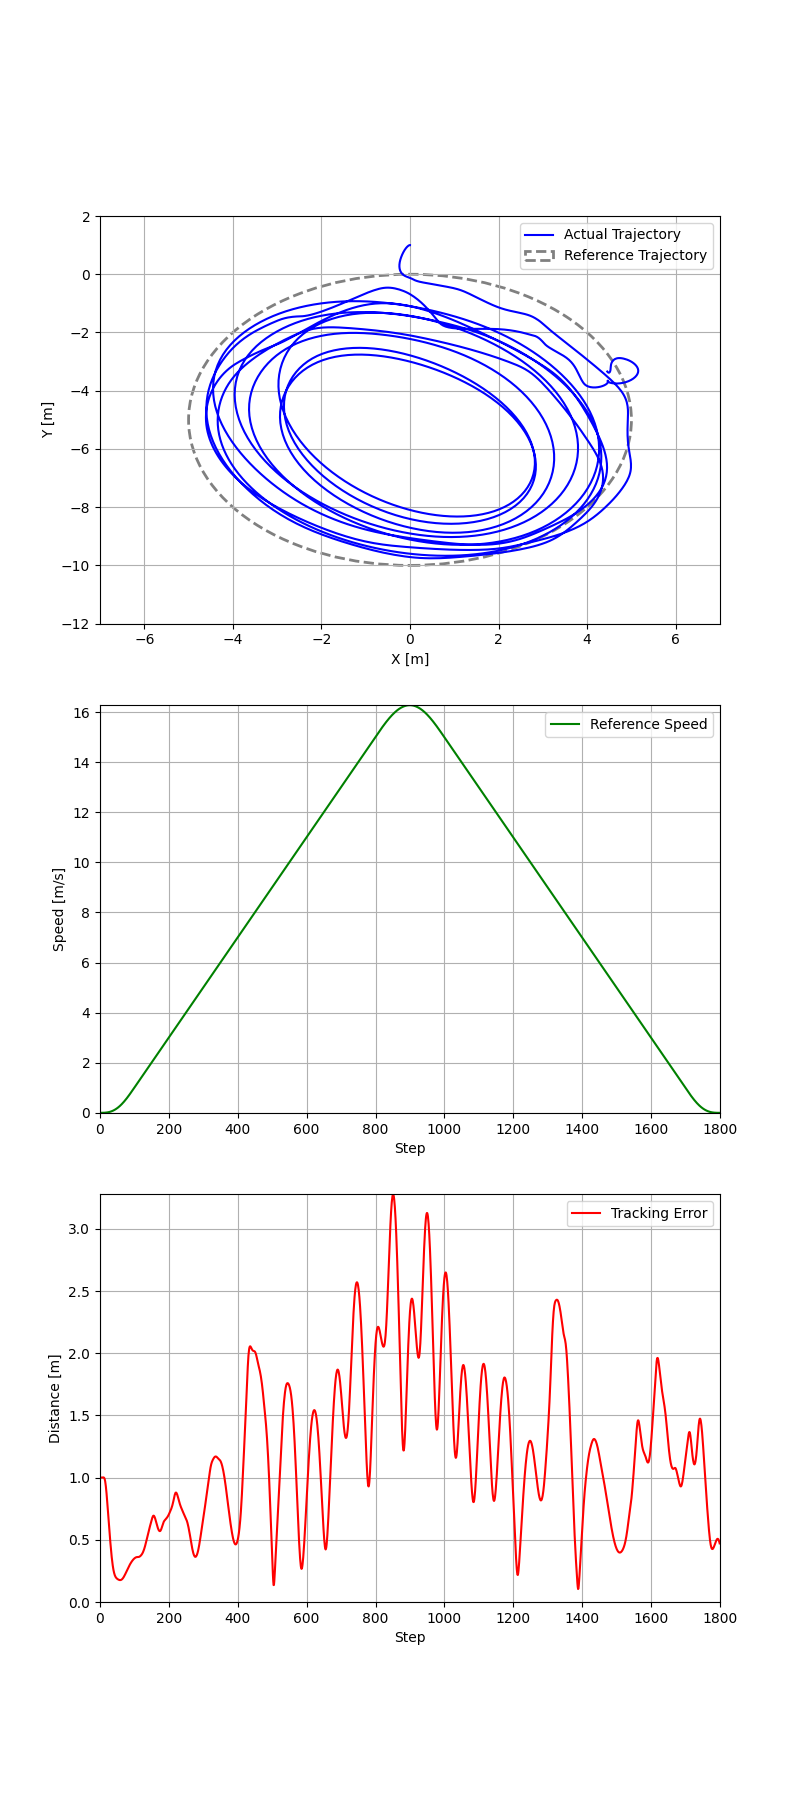 2
0
−2
−4
−6
−8
−10
−12
Y [m]
Actual Trajectory
Reference Trajectory
−6 −4 −2 0 2 4 6
X [m]
16
14
12
10
8
6
4
2
0
Speed [m/s]
Reference Speed
0 200 400 600 800 1000 1200 1400 1600 1800
Step
3.0
2.5
2.0
1.5
1.0
0.5
0.0
Distance [m]
Tracking Error
0 200 400 600 800 1000 1200 1400 1600 1800
Step